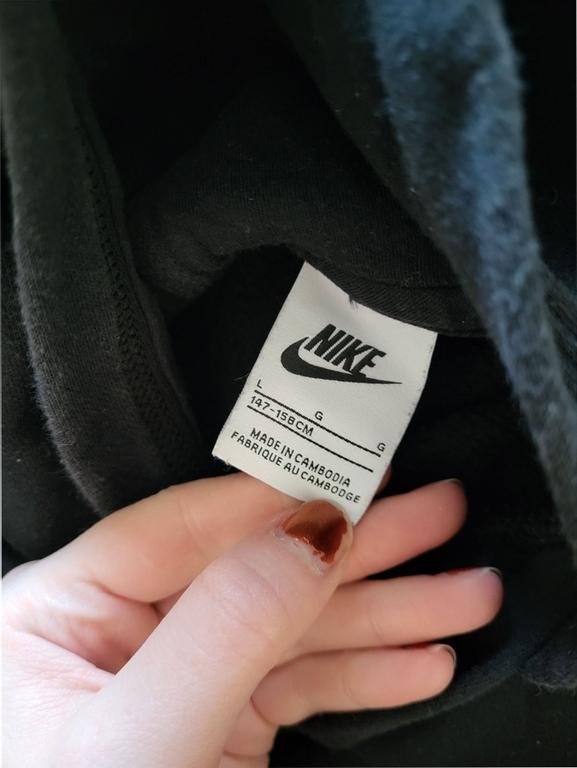 NIKE
L G G
147-158CM
MADE IN CAMBODIA
FABRIQUE AU CAMBODGE